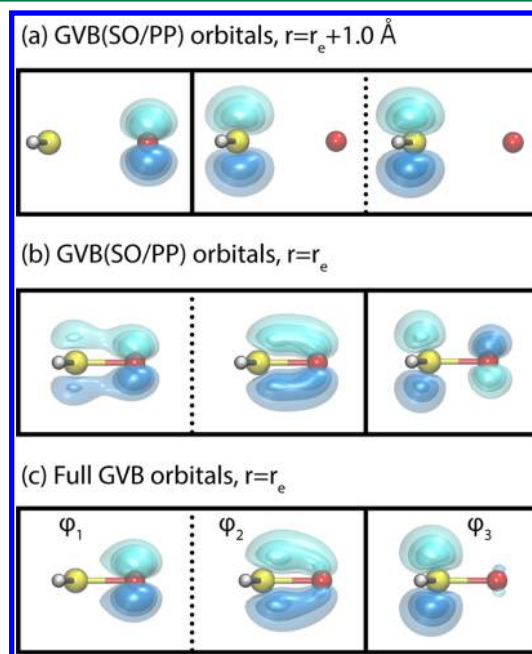 (a) GVB(SO/PP) orbitals, r=rₑ+1.0 Å
(b) GVB(SO/PP) orbitals, r=rₑ
(c) Full GVB orbitals, r=rₑ
φ₁ φ₂ φ₃